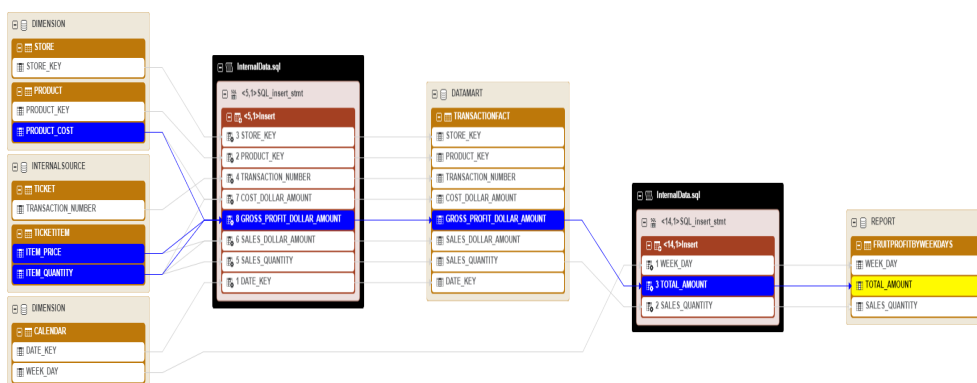 DIMENSION
STORE
STORE_KEY
PRODUCT
PRODUCT_KEY
PRODUCT_COST
INTERNALSOURCE
TICKET
TRANSACTION_NUMBER
TICKETITEM
ITEM_PRICE
ITEM_QUANTITY
DIMENSION
CALENDAR
DATE_KEY
WEEK_DAY
InternalData.sql
<5,1>SQL_insert_stmt
<5,1>Insert
3 STORE_KEY
2 PRODUCT_KEY
4 TRANSACTION_NUMBER
7 COST_DOLLAR_AMOUNT
8 GROSS_PROFIT_DOLLAR_AMOUNT
6 SALES_DOLLAR_AMOUNT
5 SALES_QUANTITY
1 DATE_KEY
DATAMART
TRANSACTIONFACT
STORE_KEY
PRODUCT_KEY
TRANSACTION_NUMBER
COST_DOLLAR_AMOUNT
GROSS_PROFIT_DOLLAR_AMOUNT
SALES_DOLLAR_AMOUNT
SALES_QUANTITY
DATE_KEY
InternalData.sql
<14,1>SQL_insert_stmt
<14,1>Insert
1 WEEK_DAY
3 TOTAL_AMOUNT
2 SALES_QUANTITY
REPORT
FRUITPROFITBYWEEKDAYS
WEEK_DAY
TOTAL_AMOUNT
SALES_QUANTITY